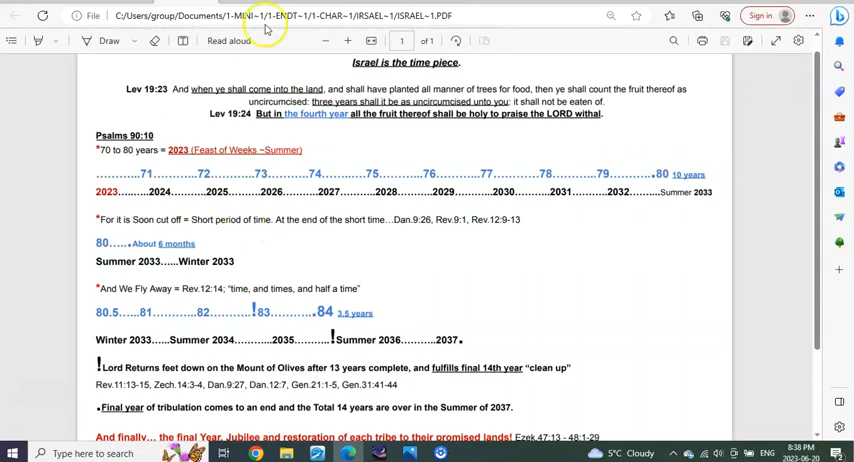 File
C:/Users/group/Documents/1-MINI~1/1-ENDT~1/1-CHAR~1/IRSAEL~1/ISRAEL~1.PDF
Sign in
Draw
Read aloud
1
of 1
Israel is the time piece.
Lev 19:23 And when ye shall come into the land, and shall have planted all manner of trees for food, then ye shall count the fruit thereof as
uncircumcised: three years shall it be as uncircumcised unto you: it shall not be eaten of.
Lev 19:24 But in the fourth year all the fruit thereof shall be holy to praise the LORD withal.
Psalms 90:10
*70 to 80 years = 2023 (Feast of Weeks ~Summer)
………..71………..72………..73………..74………..75………..76………..77………..78………..79………..80 10 years
2023…..…2024………2025………2026………2027………2028………2029………2030………2031………2032……...Summer 2033
*For it is Soon cut off = Short period of time. At the end of the short time…Dan.9:26, Rev.9:1, Rev.12:9-13
80…...About 6 months
Summer 2033…...Winter 2033
*And We Fly Away = Rev.12:14; “time, and times, and half a time”
80.5…...81………..82………..!83………..84 3.5 years
Winter 2033…...Summer 2034………..2035………..!Summer 2036………..2037.
!Lord Returns feet down on the Mount of Olives after 13 years complete, and fulfills final 14th year “clean up”
Rev.11:13-15, Zech.14:3-4, Dan.9:27, Dan.12:7, Gen.21:1-5, Gen.31:41-44
.Final year of tribulation comes to an end and the Total 14 years are over in the Summer of 2037.
And finally… the final Year, Jubilee and restoration of each tribe to their promised lands! Ezek.47:13 - 48:1-29
Type here to search
5°C Cloudy
ENG
8:38 PM
2023-06-20